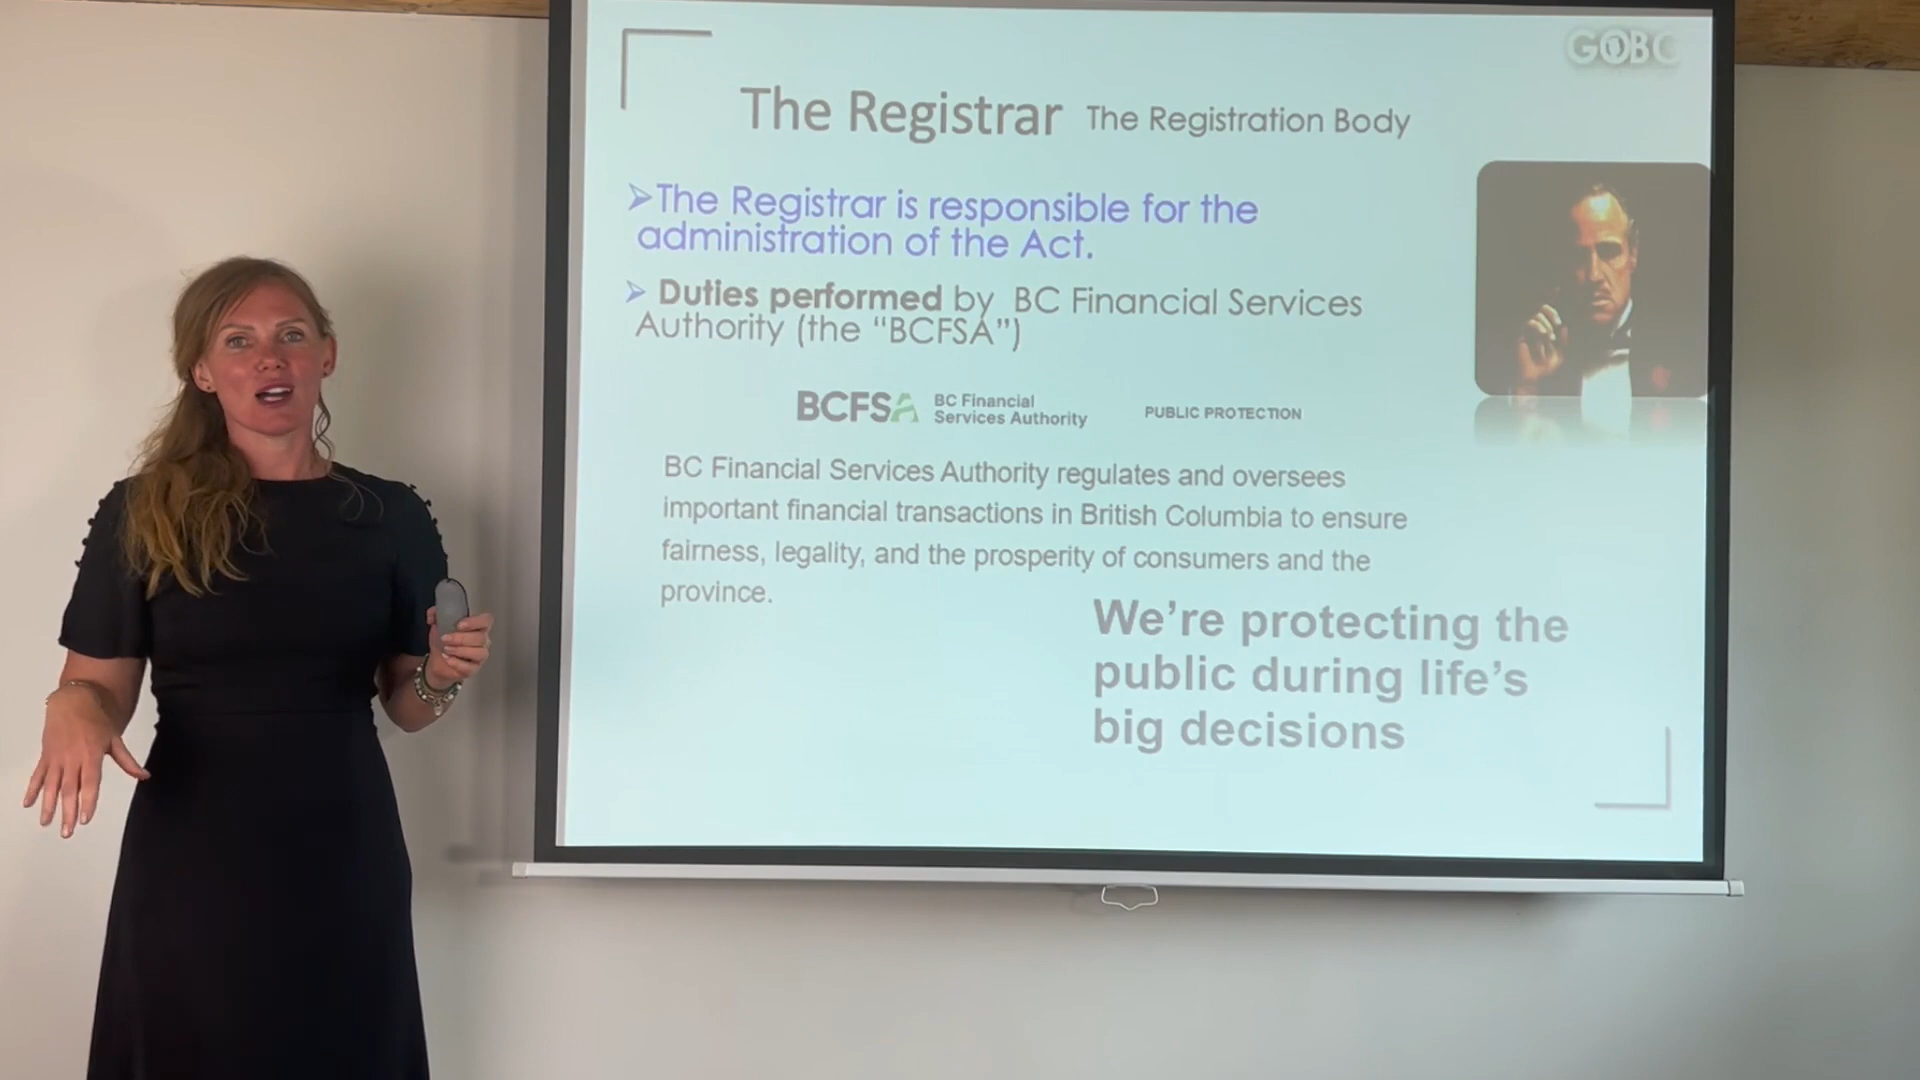 GOBC
The Registrar The Registration Body
➢The Registrar is responsible for the
administration of the Act.
➢ Duties performed by BC Financial Services
Authority (the “BCFSA”)
BCFSA BC Financial
Services Authority
PUBLIC PROTECTION
BC Financial Services Authority regulates and oversees
important financial transactions in British Columbia to ensure
fairness, legality, and the prosperity of consumers and the
province.
We’re protecting the
public during life’s
big decisions